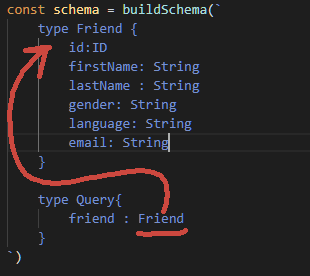 const schema = buildSchema(`
type Friend {
id:ID
firstName: String
lastName : String
gender: String
language: String
email: String
}
type Query{
friend : Friend
}
`)